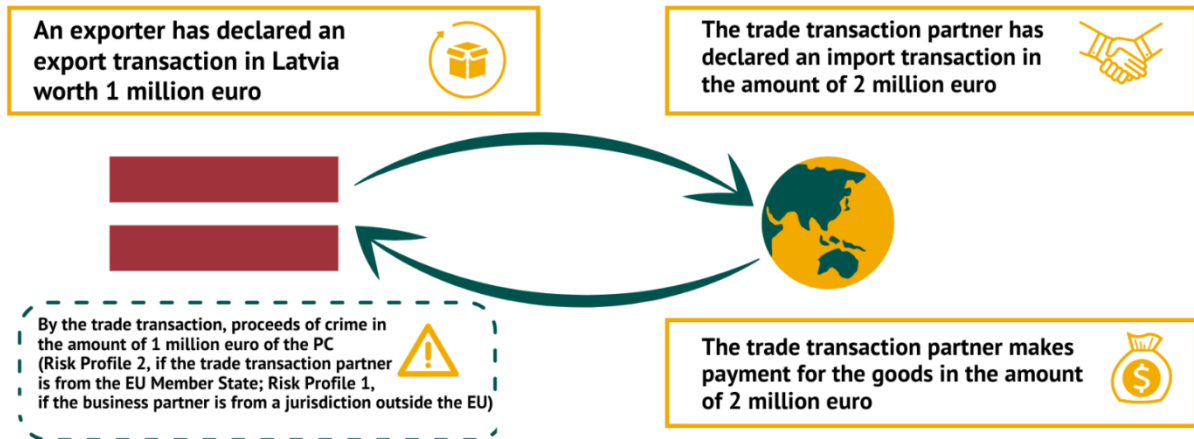 An exporter has declared an
export transaction in Latvia
worth 1 million euro
The trade transaction partner has
declared an import transaction in
the amount of 2 million euro
By the trade transaction, proceeds of crime in
the amount of 1 million euro of the PC
(Risk Profile 2, if the trade transaction partner
is from the EU Member State; Risk Profile 1,
if the business partner is from a jurisdiction outside the EU)
The trade transaction partner makes
payment for the goods in the amount
of 2 million euro
$